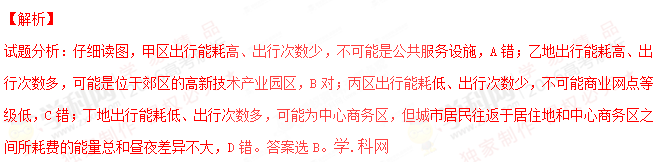 【解析】
试题分析：仔细读图，甲区出行能耗高、出行次数少，不可能是公共服务设施，A 错；乙地出行能耗高、出
行次数多，可能是位于郊区的高新技术产业园区，B 对；丙区出行能耗低、出行次数少，不可能商业网点等
级低，C 错；丁地出行能耗低、出行次数多，可能为中心商务区，但城市居民往返于居住地和中心商务区之
间所耗费的能量总和昼夜差异不大，D 错。答案选 B。学.科网